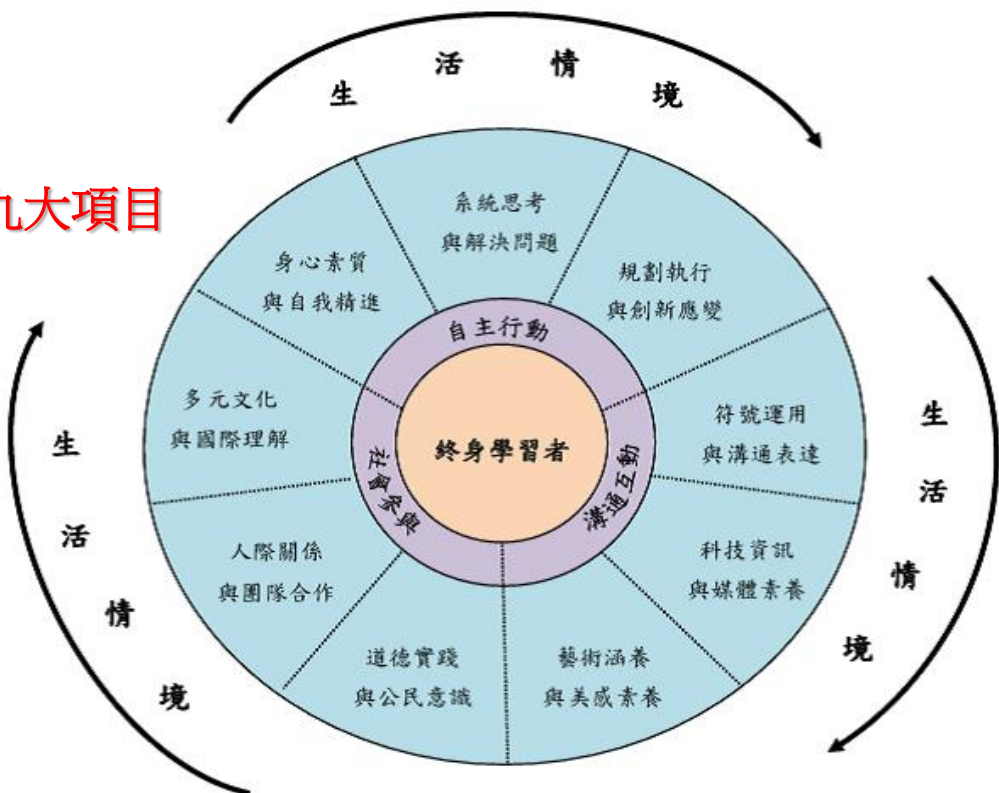 生活情境
九大項目
系統思考
與解決問題
身心素質
與自我精進
規劃執行
與創新應變
自主行動
多元文化
與國際理解
符號運用
與溝通表達
生活情境
生活情境
終身學習者
社會參與
溝通互動
人際關係
與團隊合作
科技資訊
與媒體素養
道德實踐
與公民意識
藝術涵養
與美感素養